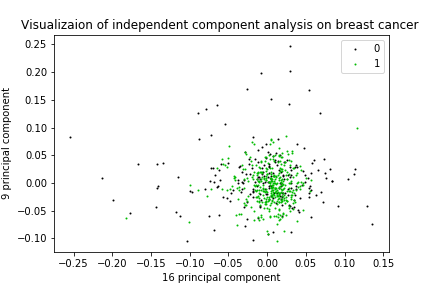 Visualizaion of independent component analysis on breast cancer
0
1
0.25
0.20
0.15
0.10
0.05
0.00
−0.05
−0.10
9 principal component
−0.25 −0.20 −0.15 −0.10 −0.05 0.00 0.05 0.10 0.15
16 principal component